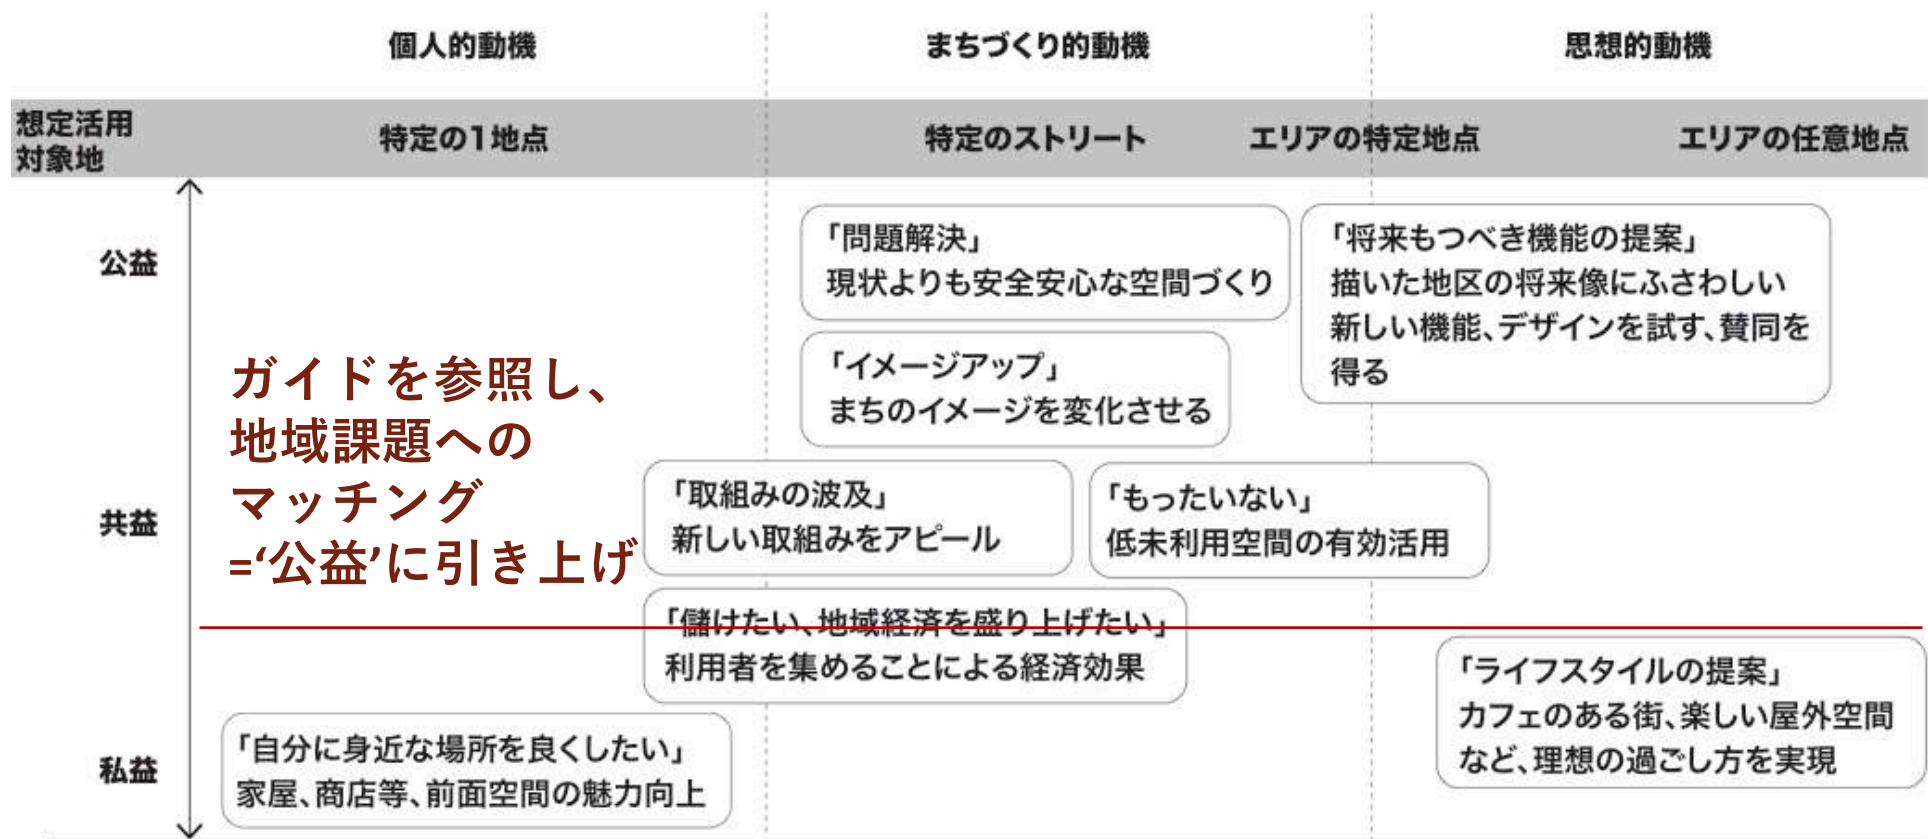 個人的動機
まちづくり的動機
思想的動機
想定活用
対象地
特定の1地点
特定のストリート
エリアの特定地点
エリアの任意地点
公益
「問題解決」
現状よりも安全安心な空間づくり
「将来もつべき機能の提案」
描いた地区の将来像にふさわしい
新しい機能、デザインを試す、賛同を
得る
「イメージアップ」
まちのイメージを変化させる
ガイドを参照し、
地域課題への
マッチング
=‘公益’に引き上げ
共益
「取組みの波及」
新しい取組みをアピール
「もったいない」
低未利用空間の有効活用
「儲けたい、地域経済を盛り上げたい」
利用者を集めることによる経済効果
「ライフスタイルの提案」
カフェのある街、楽しい屋外空間
など、理想の過ごし方を実現
私益
「自分に身近な場所を良くしたい」
家屋、商店等、前面空間の魅力向上